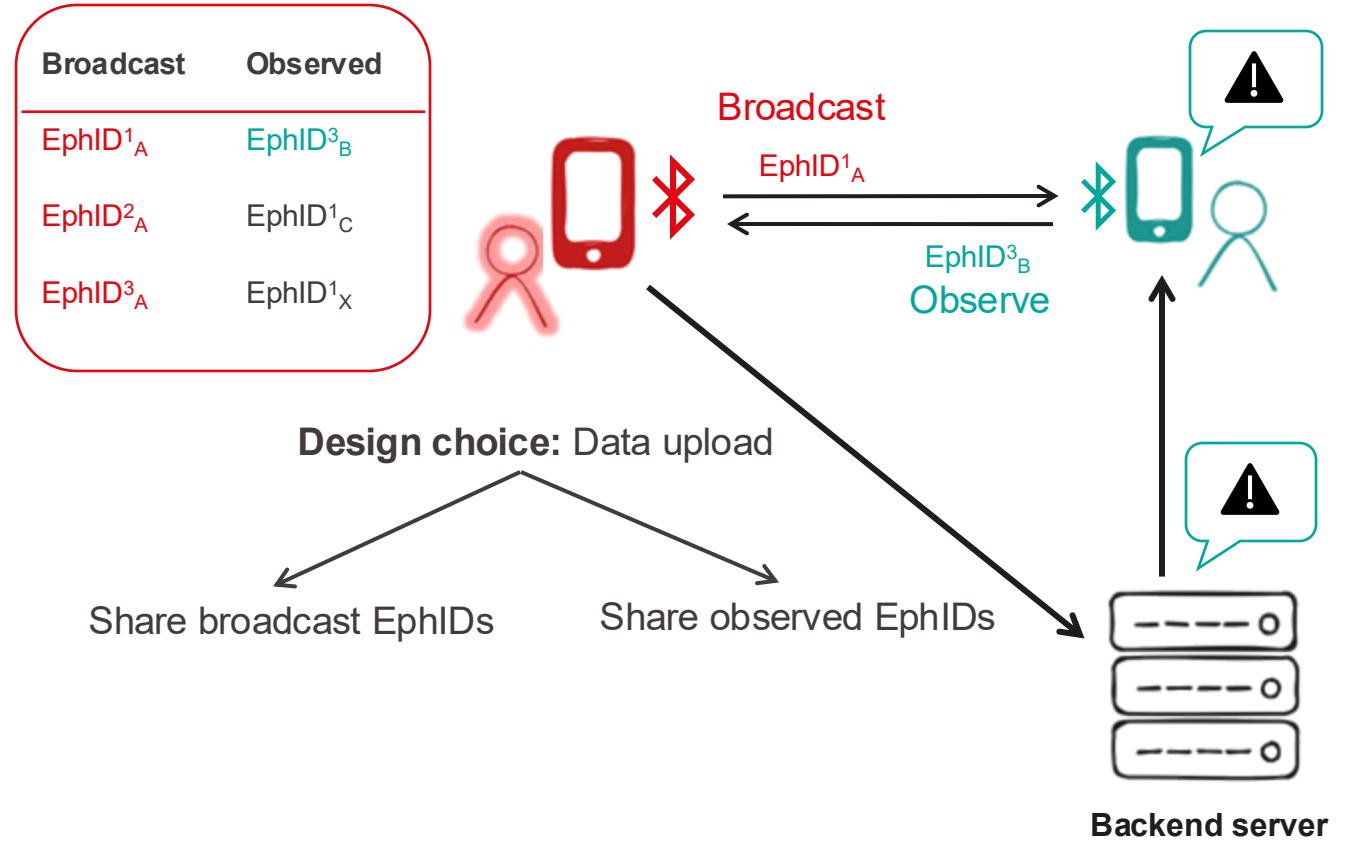 Broadcast Observed
EphID¹A EphID³B
EphID²A EphID¹C
EphID³A EphID¹X
Broadcast
EphID¹A
EphID³B
Observe
Design choice: Data upload
Share broadcast EphIDs
Share observed EphIDs
Backend server